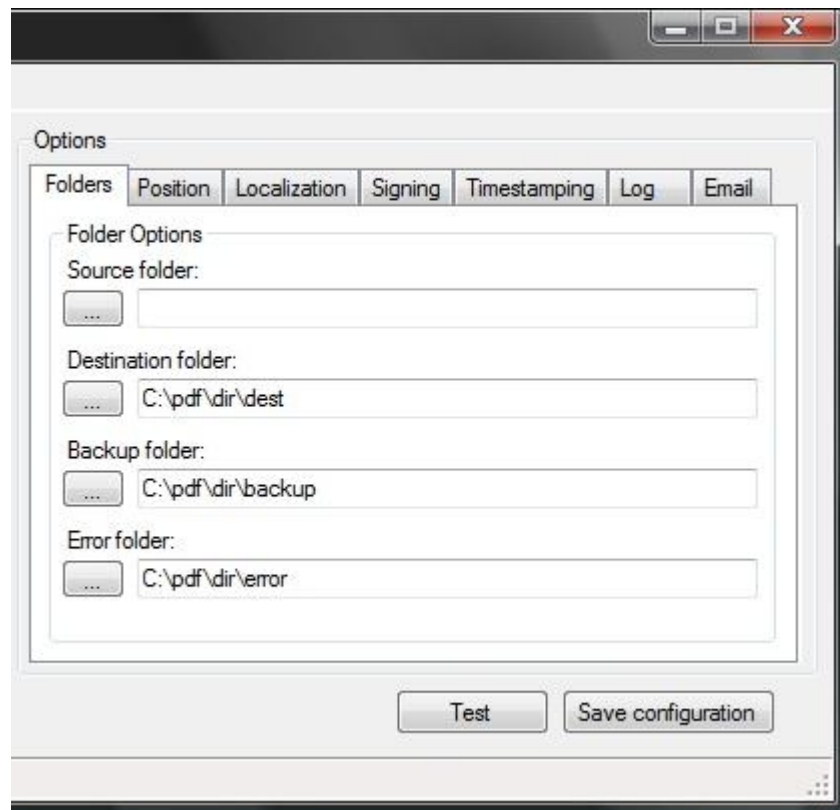 Options
Folders Position Localization Signing Timestamping Log Email
Folder Options
Source folder:
...
Destination folder:
... C:\pdf\dir\dest
Backup folder:
... C:\pdf\dir\backup
Error folder:
... C:\pdf\dir\error
Test Save configuration